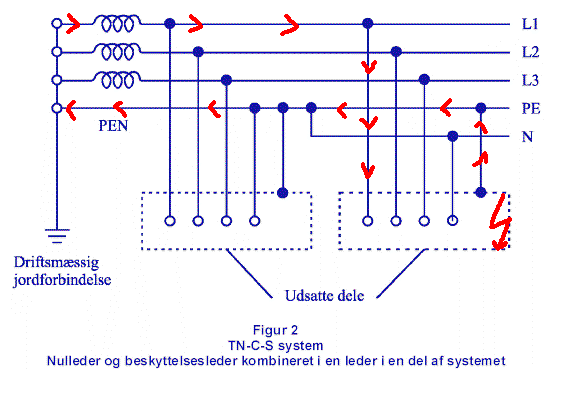 L1
L2
L3
PE
PEN
N
Driftsmæssig
jordforbindelse
Udsatte dele
Figur 2
TN-C-S system
Nulleder og beskyttelsesleder kombineret i en leder i en del af systemet